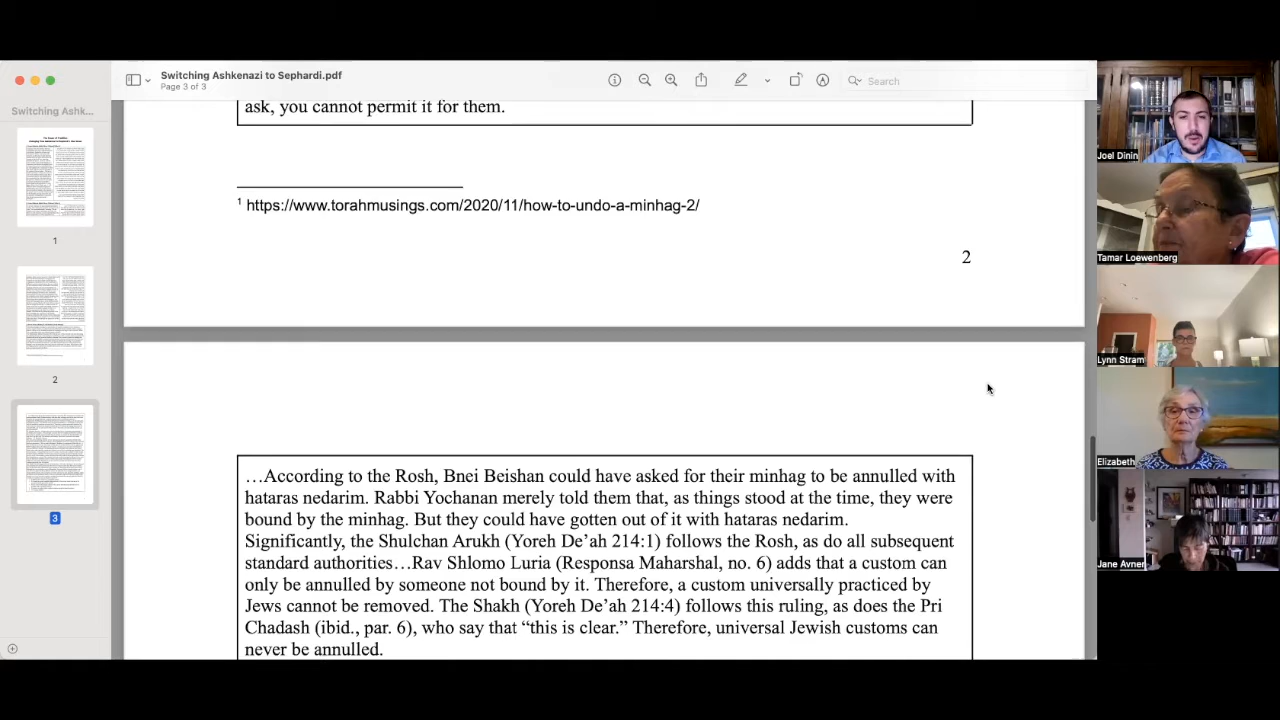 Switching Ashkenazi to Sephardi.pdf
Page 3 of 3
Search
Switching Ashk...
1
2
3
ask, you cannot permit it for them.
1 https://www.torahmusings.com/2020/11/how-to-undo-a-minhag-2/
2
…According to the Rosh, Bnei Beishan could have asked for their minhag to be annulled with
hataras nedarim. Rabbi Yochanan merely told them that, as things stood at the time, they were
bound by the minhag. But they could have gotten out of it with hataras nedarim.
Significantly, the Shulchan Arukh (Yoreh De’ah 214:1) follows the Rosh, as do all subsequent
standard authorities…Rav Shlomo Luria (Responsa Maharshal, no. 6) adds that a custom can
only be annulled by someone not bound by it. Therefore, a custom universally practiced by
Jews cannot be removed. The Shakh (Yoreh De’ah 214:4) follows this ruling, as does the Pri
Chadash (ibid., par. 6), who say that “this is clear.” Therefore, universal Jewish customs can
never be annulled.
Joel Dinin
Tamar Loewenberg
Lynn Stram
Elizabeth
Jane Avner